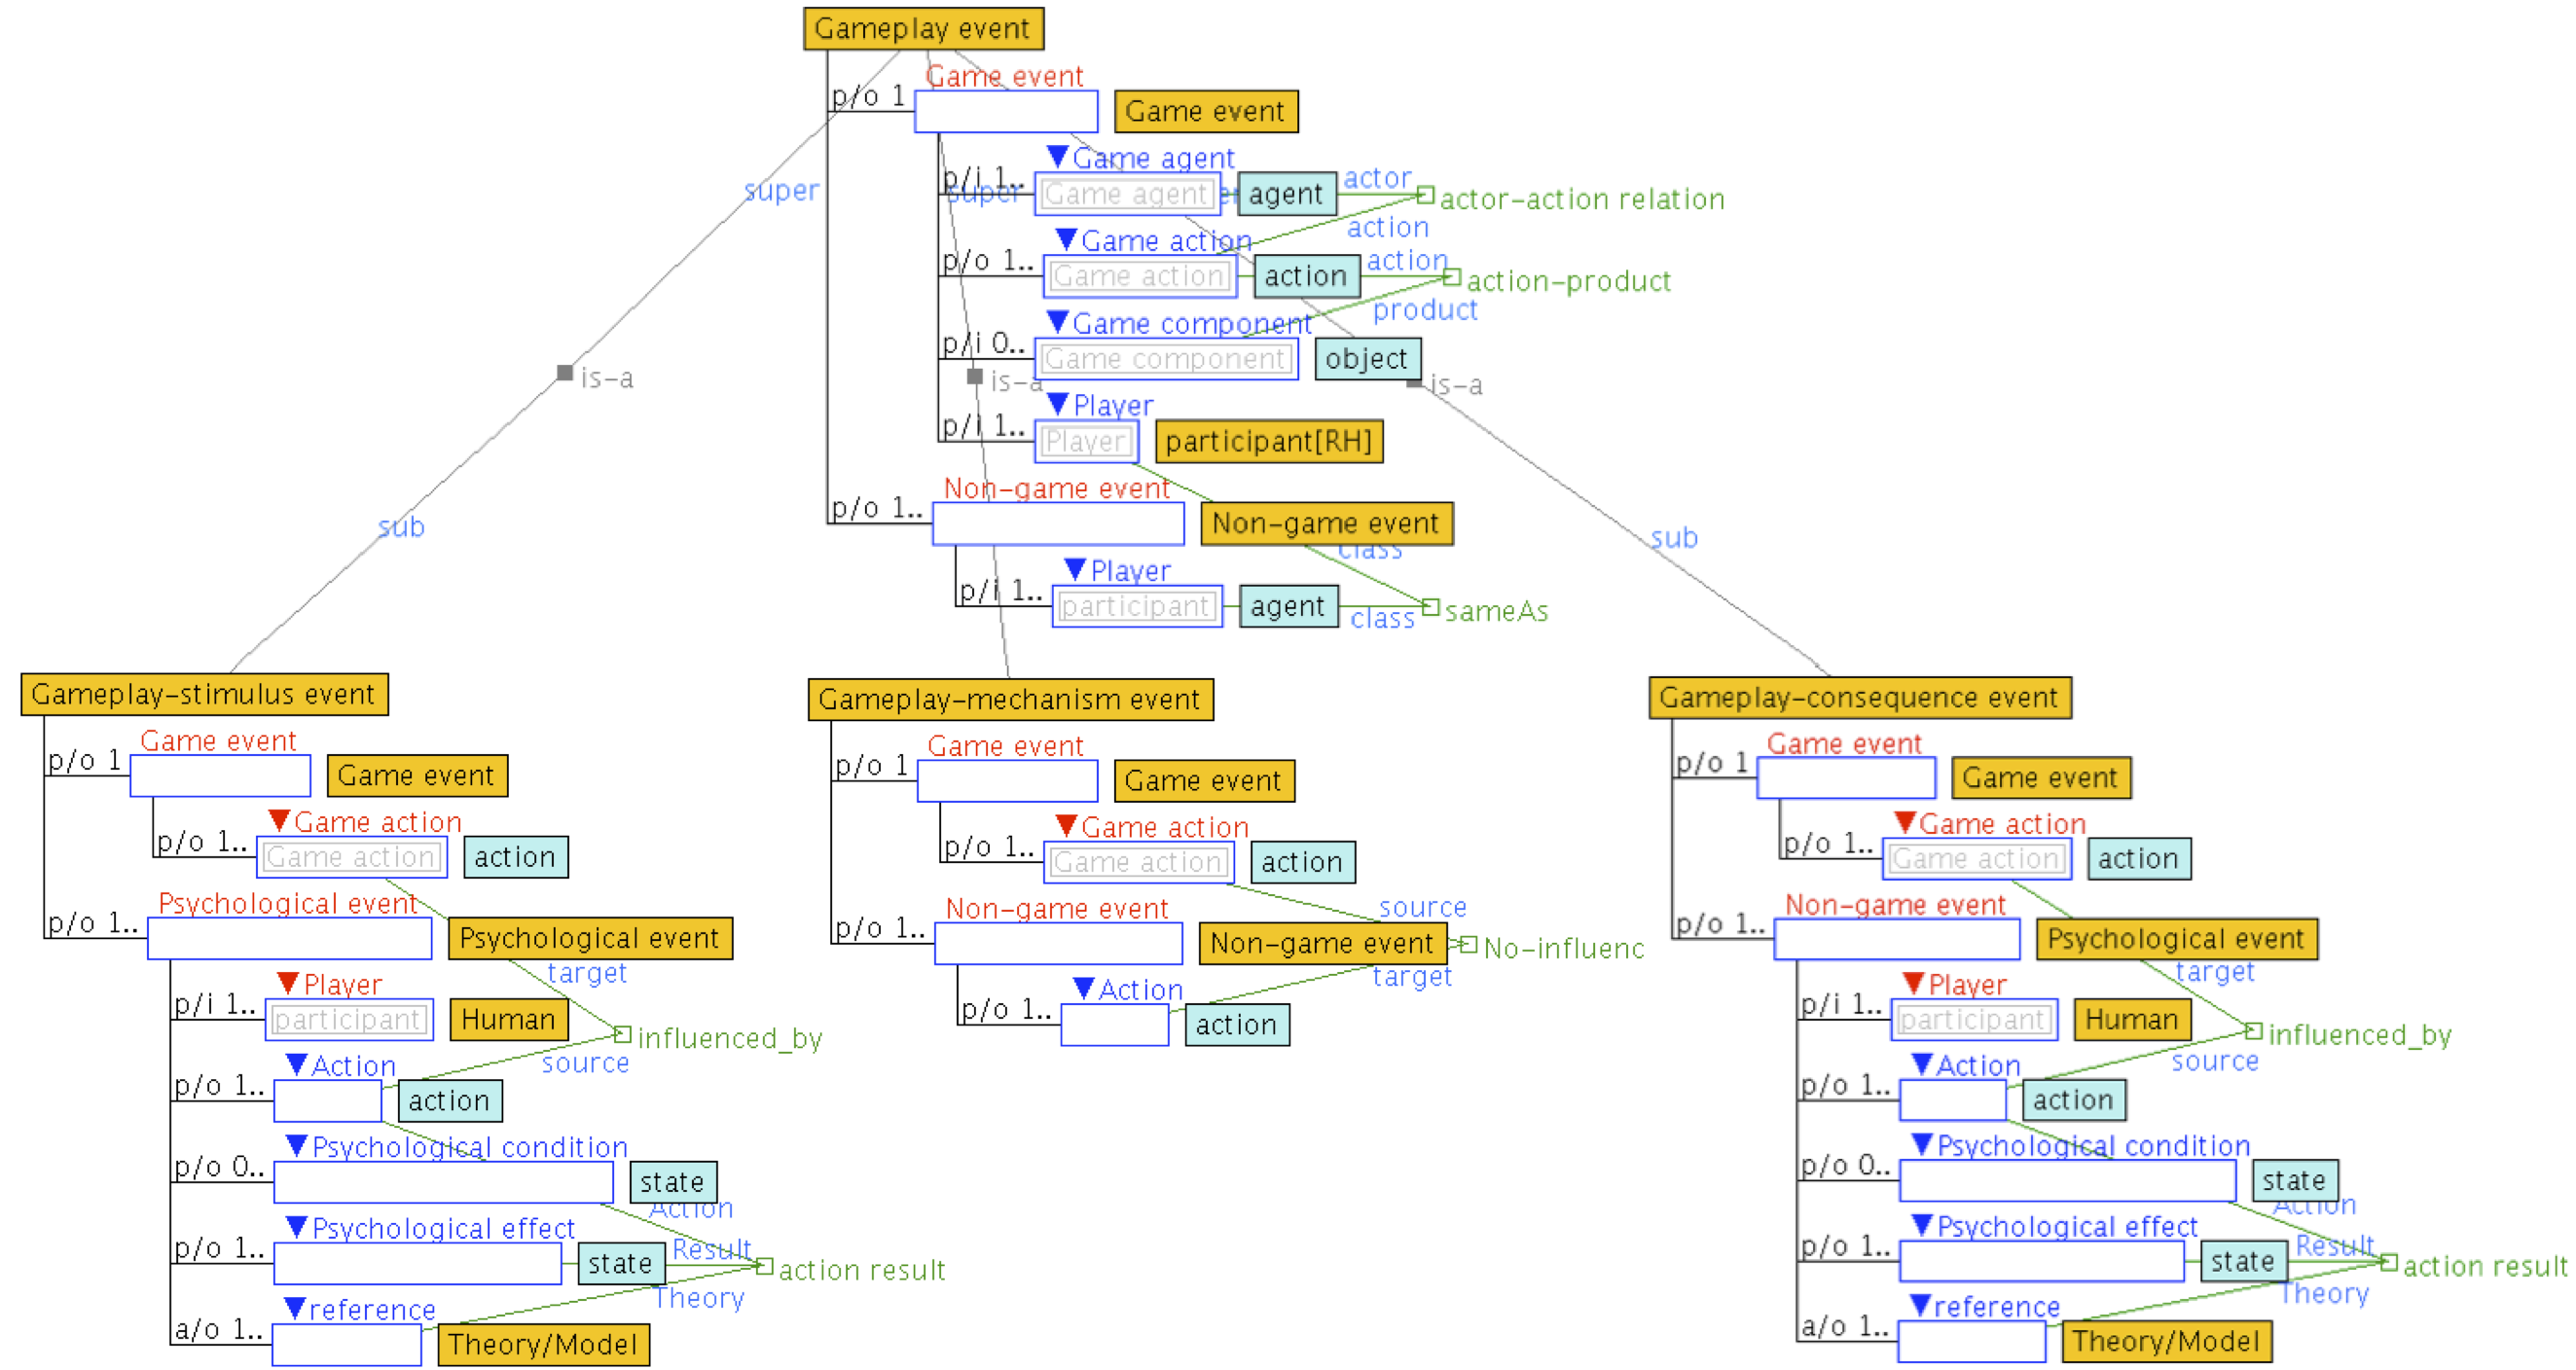 Gameplay event
Game event
p/o 1
Game event
Game agent
p/i 1..
super
super
Game agent
agent
actor
actor-action relation
action
Game action
p/o 1..
Game action
action
action
action-product
product
Game component
p/i 0..
Game component
object
is-a
is-a
is-a
Player
p/i 1..
Player
participant[RH]
Non-game event
p/o 1..
Non-game event
class
sub
sub
Player
p/i 1..
participant
agent
class
sameAs
Gameplay-stimulus event
Game event
p/o 1
Game event
Game action
p/o 1..
Game action
action
Psychological event
p/o 1..
Psychological event
target
Player
p/i 1..
participant
Human
influenced_by
source
Action
p/o 1..
action
Psychological condition
p/o 0..
state
Action
Psychological effect
p/o 1..
state
Result
action result
Theory
reference
a/o 1..
Theory/Model
Gameplay-mechanism event
Game event
p/o 1
Game event
Game action
p/o 1..
Game action
action
source
Non-game event
p/o 1..
Non-game event
No-influenc
target
Action
p/o 1..
action
Gameplay-consequence event
Game event
p/o 1
Game event
Game action
p/o 1..
Game action
action
Non-game event
p/o 1..
Psychological event
target
Player
p/i 1..
participant
Human
influenced_by
source
Action
p/o 1..
action
Psychological condition
p/o 0..
state
Action
Psychological effect
p/o 1..
state
Result
action result
Theory
reference
a/o 1..
Theory/Model